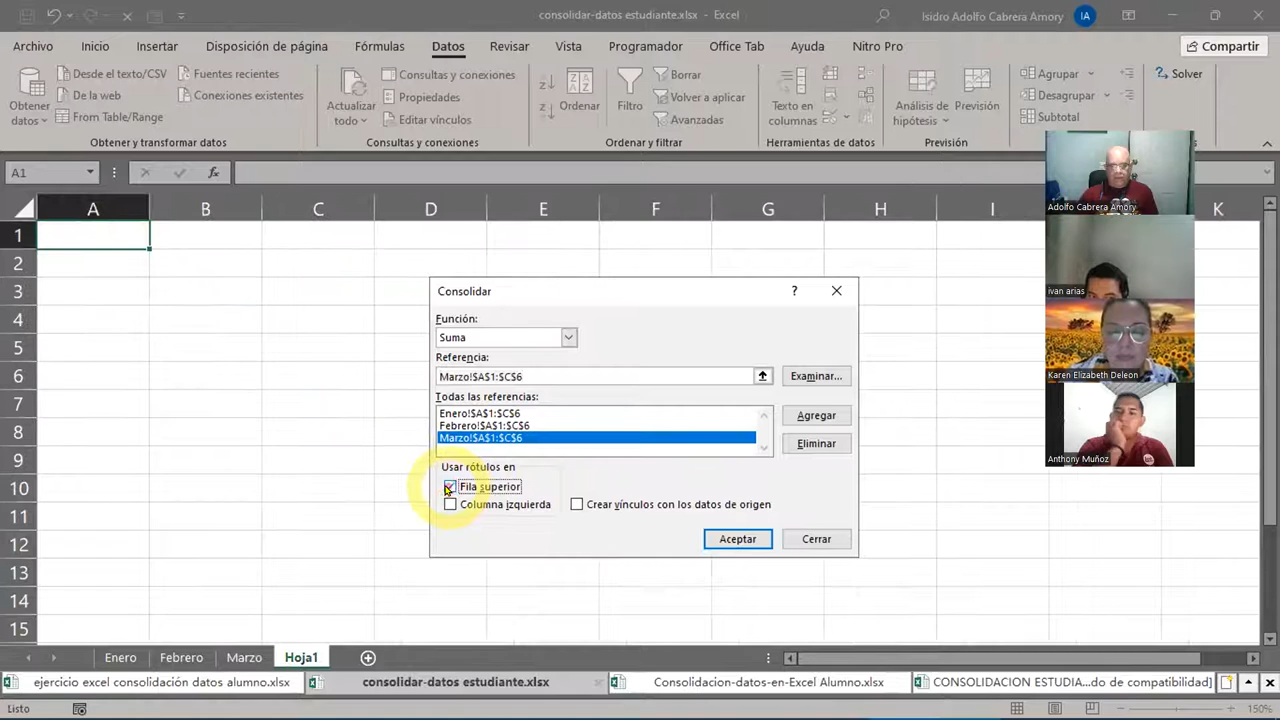 consolidar-datos estudiante.xlsx - Excel
Isidro Adolfo Cabrera Amory
IA
Archivo
Inicio
Insertar
Disposición de página
Fórmulas
Datos
Revisar
Vista
Programador
Office Tab
Ayuda
Nitro Pro
Compartir
Obtener datos
Desde el texto/CSV
De la web
From Table/Range
Fuentes recientes
Conexiones existentes
Obtener y transformar datos
Actualizar todo
Consultas y conexiones
Propiedades
Editar vínculos
Consultas y conexiones
Ordenar
Filtro
Borrar
Volver a aplicar
Avanzadas
Ordenar y filtrar
Texto en columnas
Herramientas de datos
Análisis de hipótesis
Previsión
Previsión
Agrupar
Desagrupar
Subtotal
Solver
A1
fx
A B C D E F G H I K
1
2
3
4
5
6
7
8
9
10
11
12
13
14
15
Consolidar
?
Función:
Suma
Referencia:
Marzo!$A$1:$C$6
Examinar...
Todas las referencias:
Enero!$A$1:$C$6
Febrero!$A$1:$C$6
Marzo!$A$1:$C$6
Agregar
Eliminar
Usar rótulos en
Fila superior
Columna izquierda
Crear vínculos con los datos de origen
Aceptar
Cerrar
Adolfo Cabrera Amory
ivan arias
Karen Elizabeth Deleon
Anthony Muñoz
Enero
Febrero
Marzo
Hoja1
ejercicio excel consolidación datos alumno.xlsx
consolidar-datos estudiante.xlsx
Consolidacion-datos-en-Excel Alumno.xlsx
CONSOLIDACION ESTUDIA...do de compatibilidad]
Listo
150%